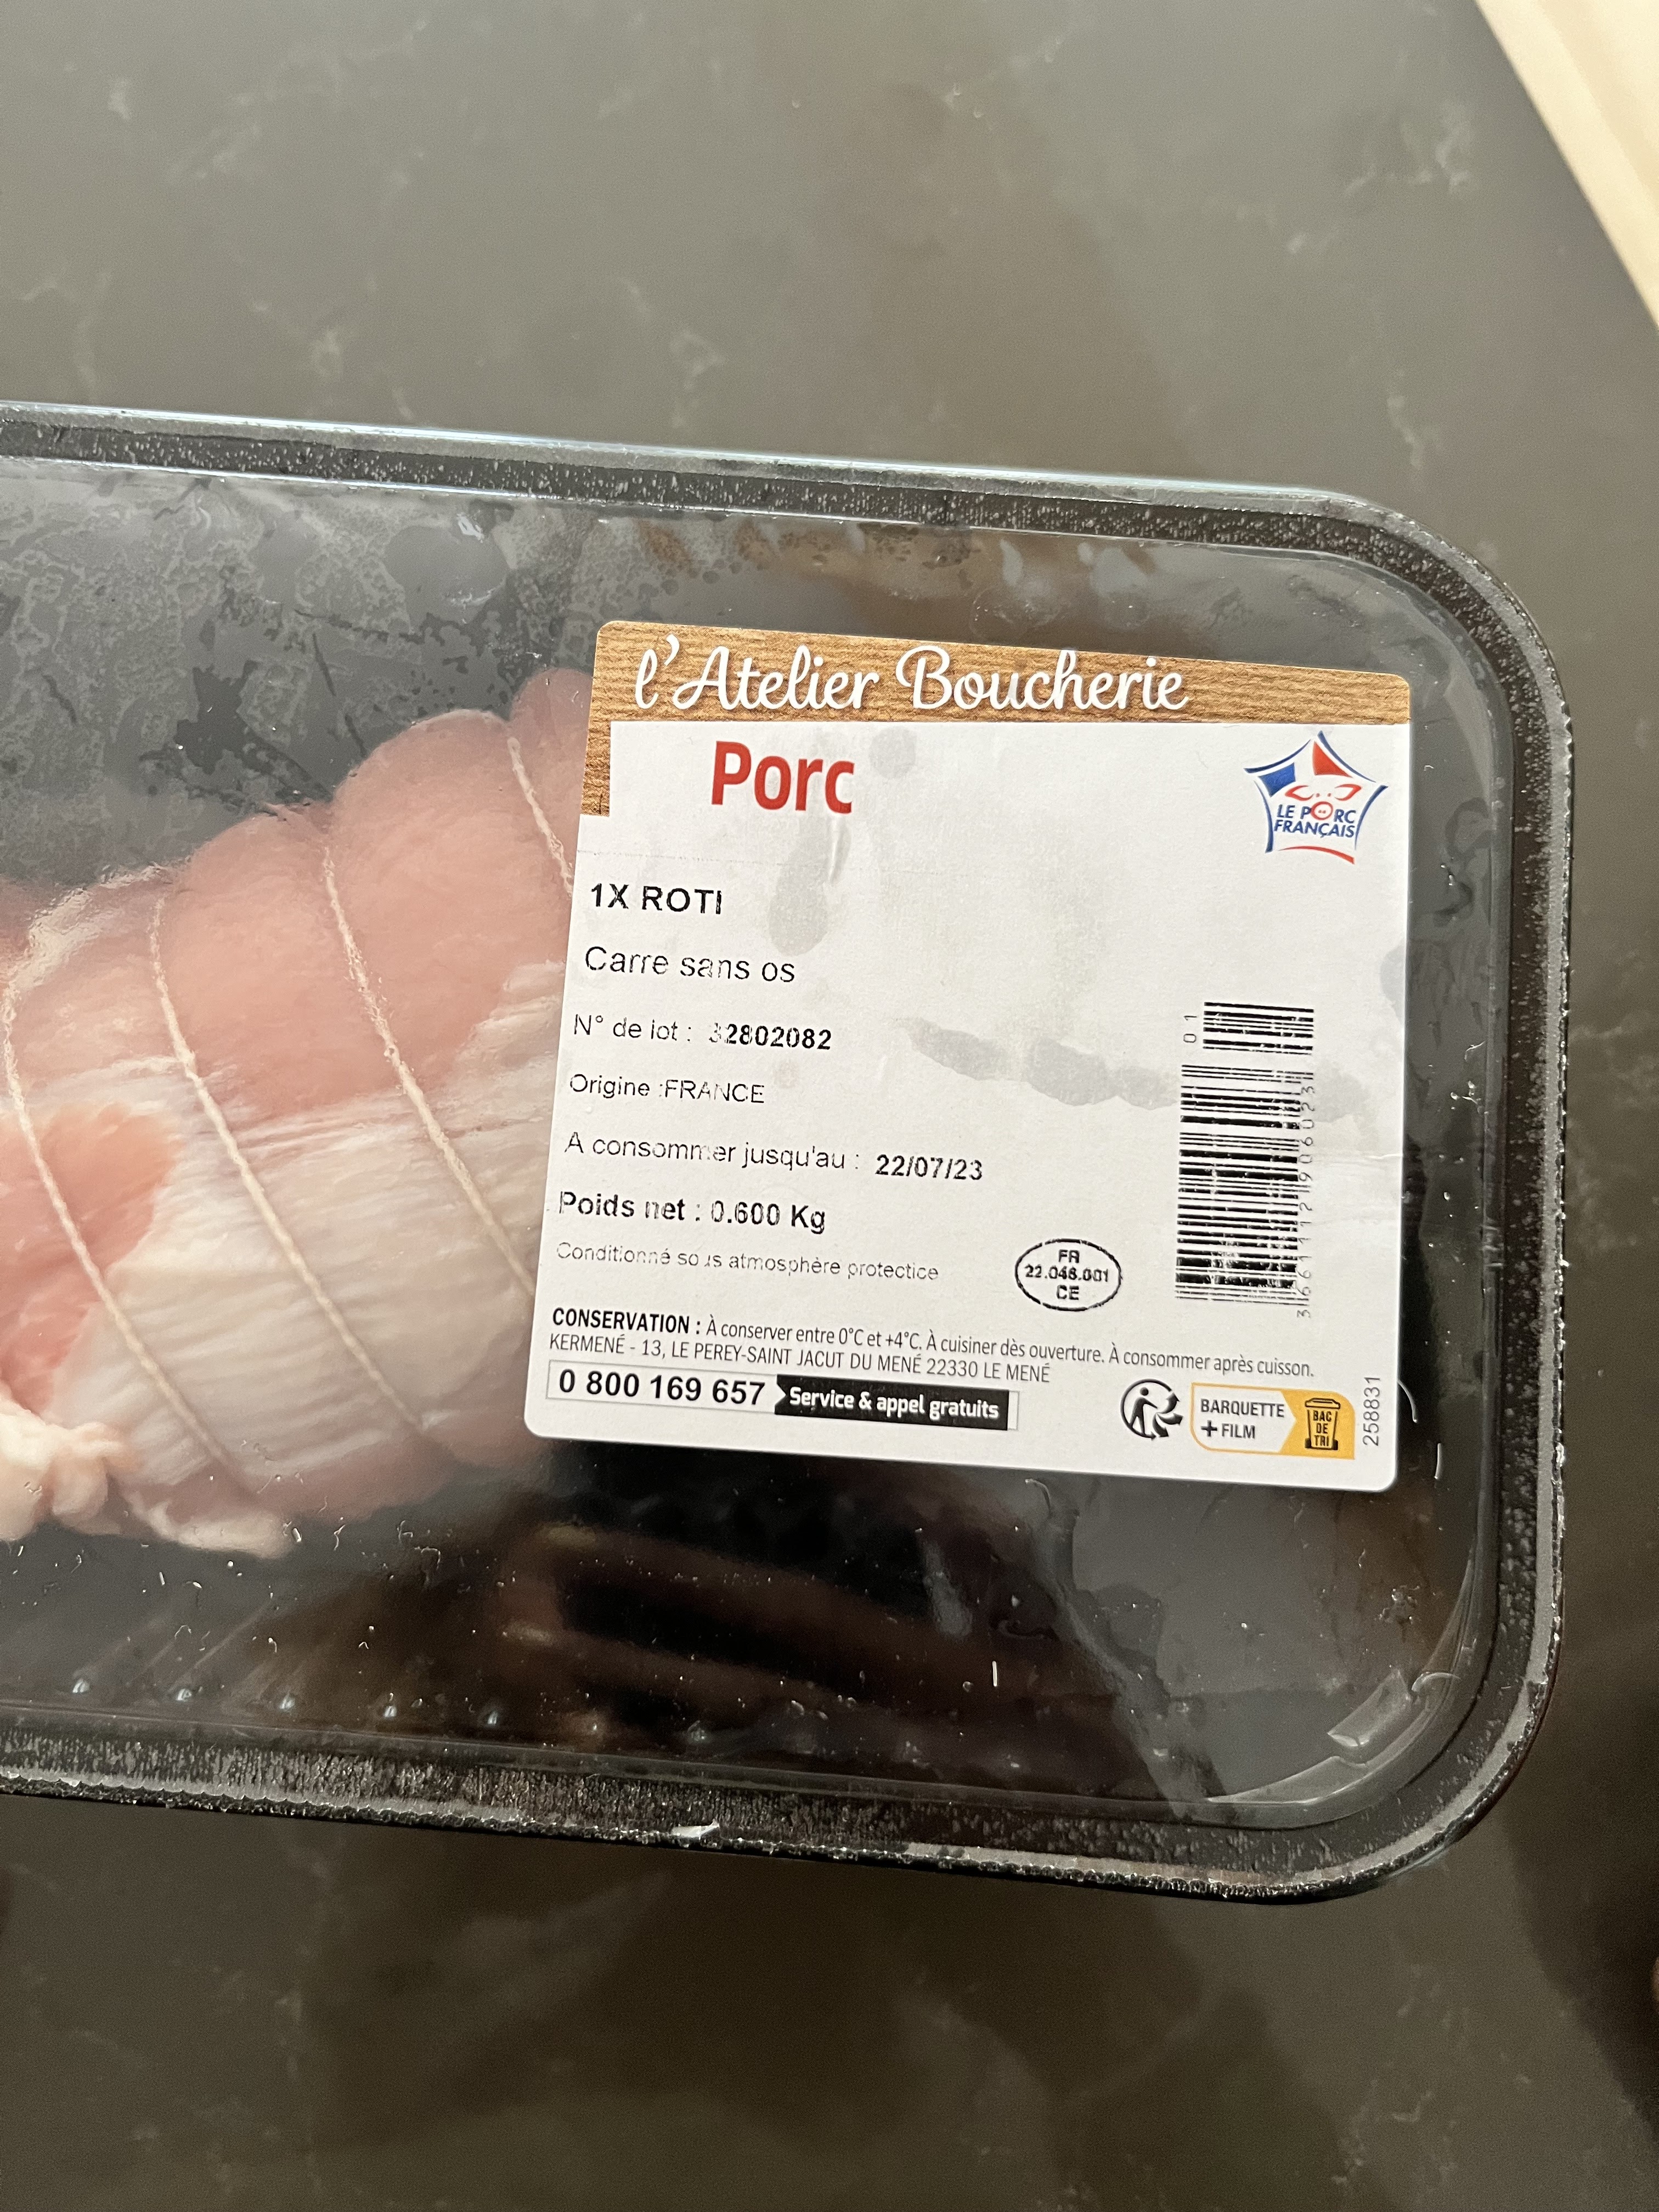 l'Atelier Boucherie
Porc
LE PORC
FRANÇAIS
1X ROTI
Carre sans os
N° de lot : 32802082
Origine :FRANCE
A consommer jusqu'au : 22/07/23
Poids net : 0.600 Kg
Conditionné sous atmosphère protectice
FR
22.046.001
CE
01
3661112906023
CONSERVATION : À conserver entre 0°C et +4°C. À cuisiner dès ouverture. À consommer après cuisson.
KERMENÉ - 13, LE PEREY-SAINT JACUT DU MENÉ 22330 LE MENÉ
0 800 169 657 Service & appel gratuits
BARQUETTE
+ FILM
BAC
DE
TRI
258831